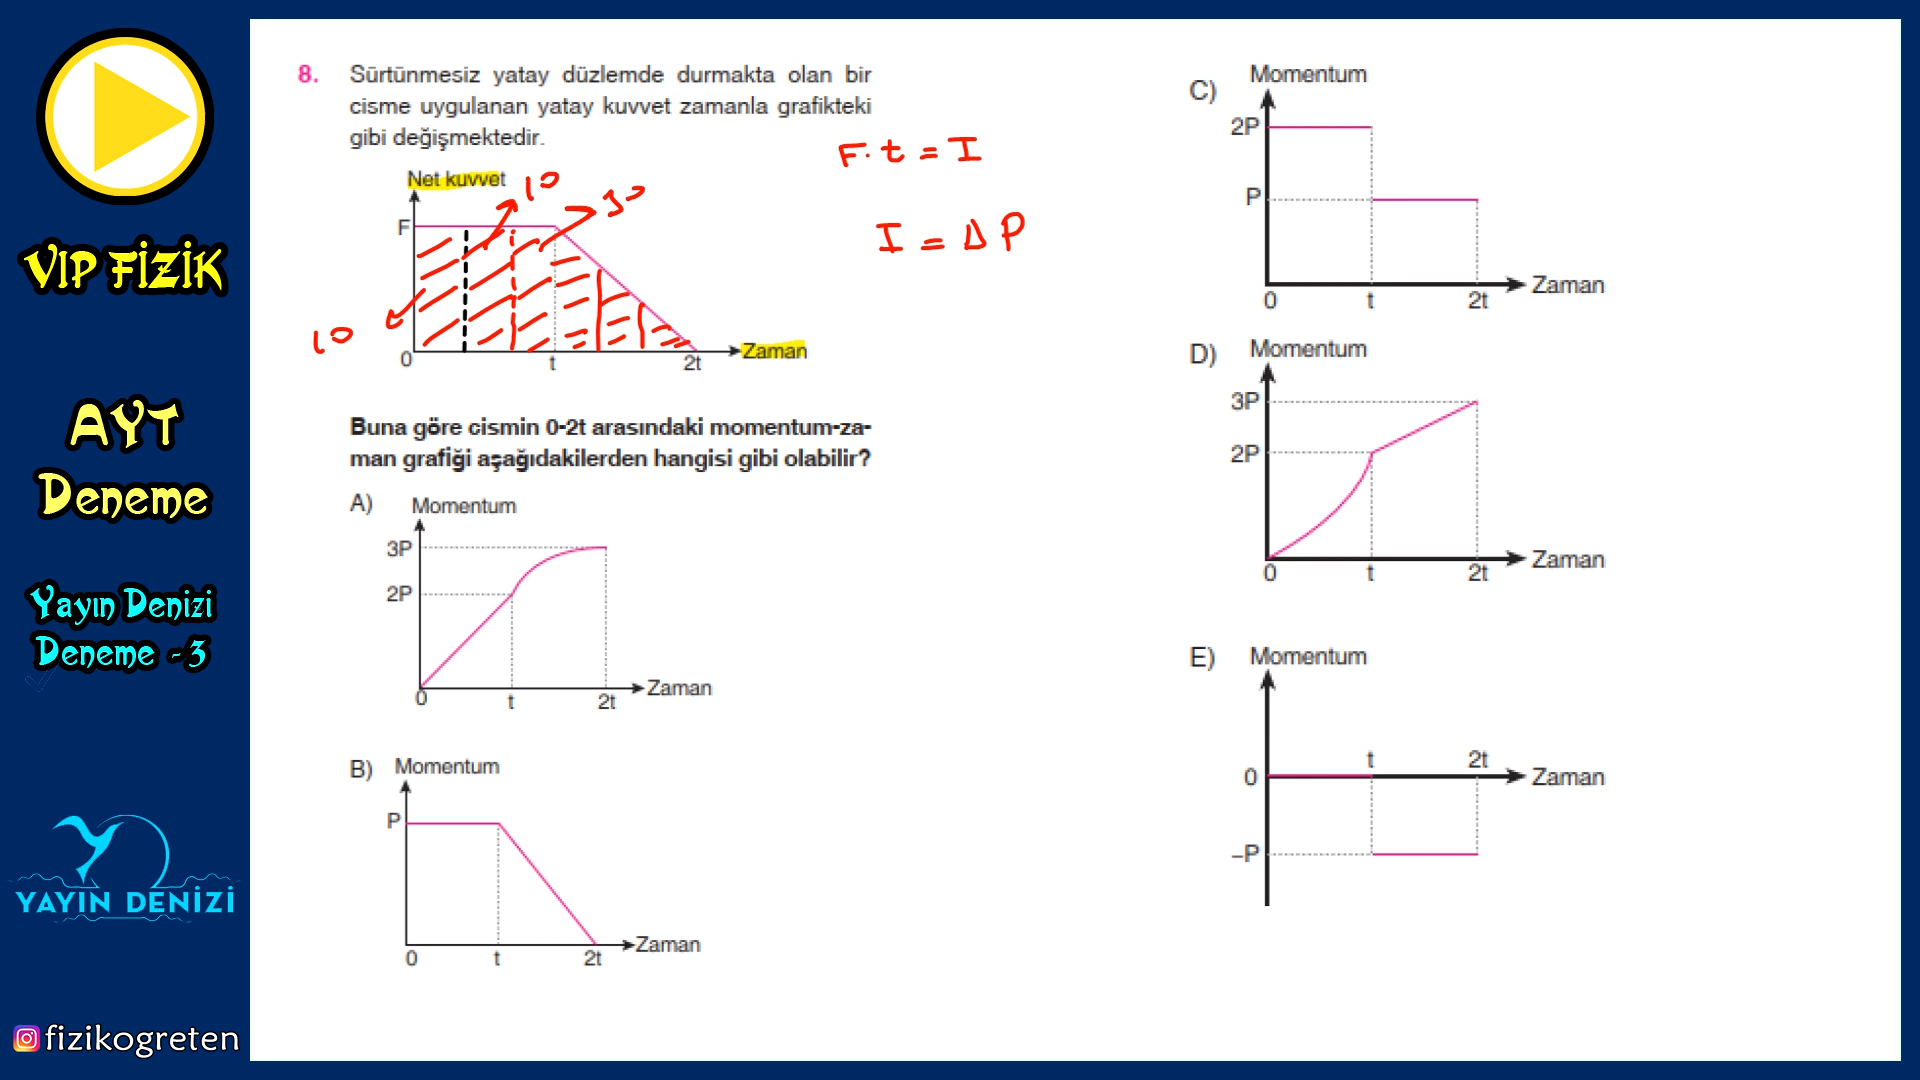 VIP FİZİK
AYT
Deneme
Yayın Denizi
Deneme - 3
YAYIN DENİZİ
fizikogreten
8. Sürtünmesiz yatay düzlemde durmakta olan bir
cisme uygulanan yatay kuvvet zamanla grafikteki
gibi değişmektedir.
Net kuvvet
F
0
t
2t
Zaman
10
10
10
F. t = I
I = Δ P
Buna göre cismin 0-2t arasındaki momentum-za-
man grafiği aşağıdakilerden hangisi gibi olabilir?
A) Momentum
3P
2P
0
t
2t
Zaman
B) Momentum
P
0
t
2t
Zaman
C) Momentum
2P
P
0
t
2t
Zaman
D) Momentum
3P
2P
0
t
2t
Zaman
E) Momentum
t
2t
0
Zaman
–P